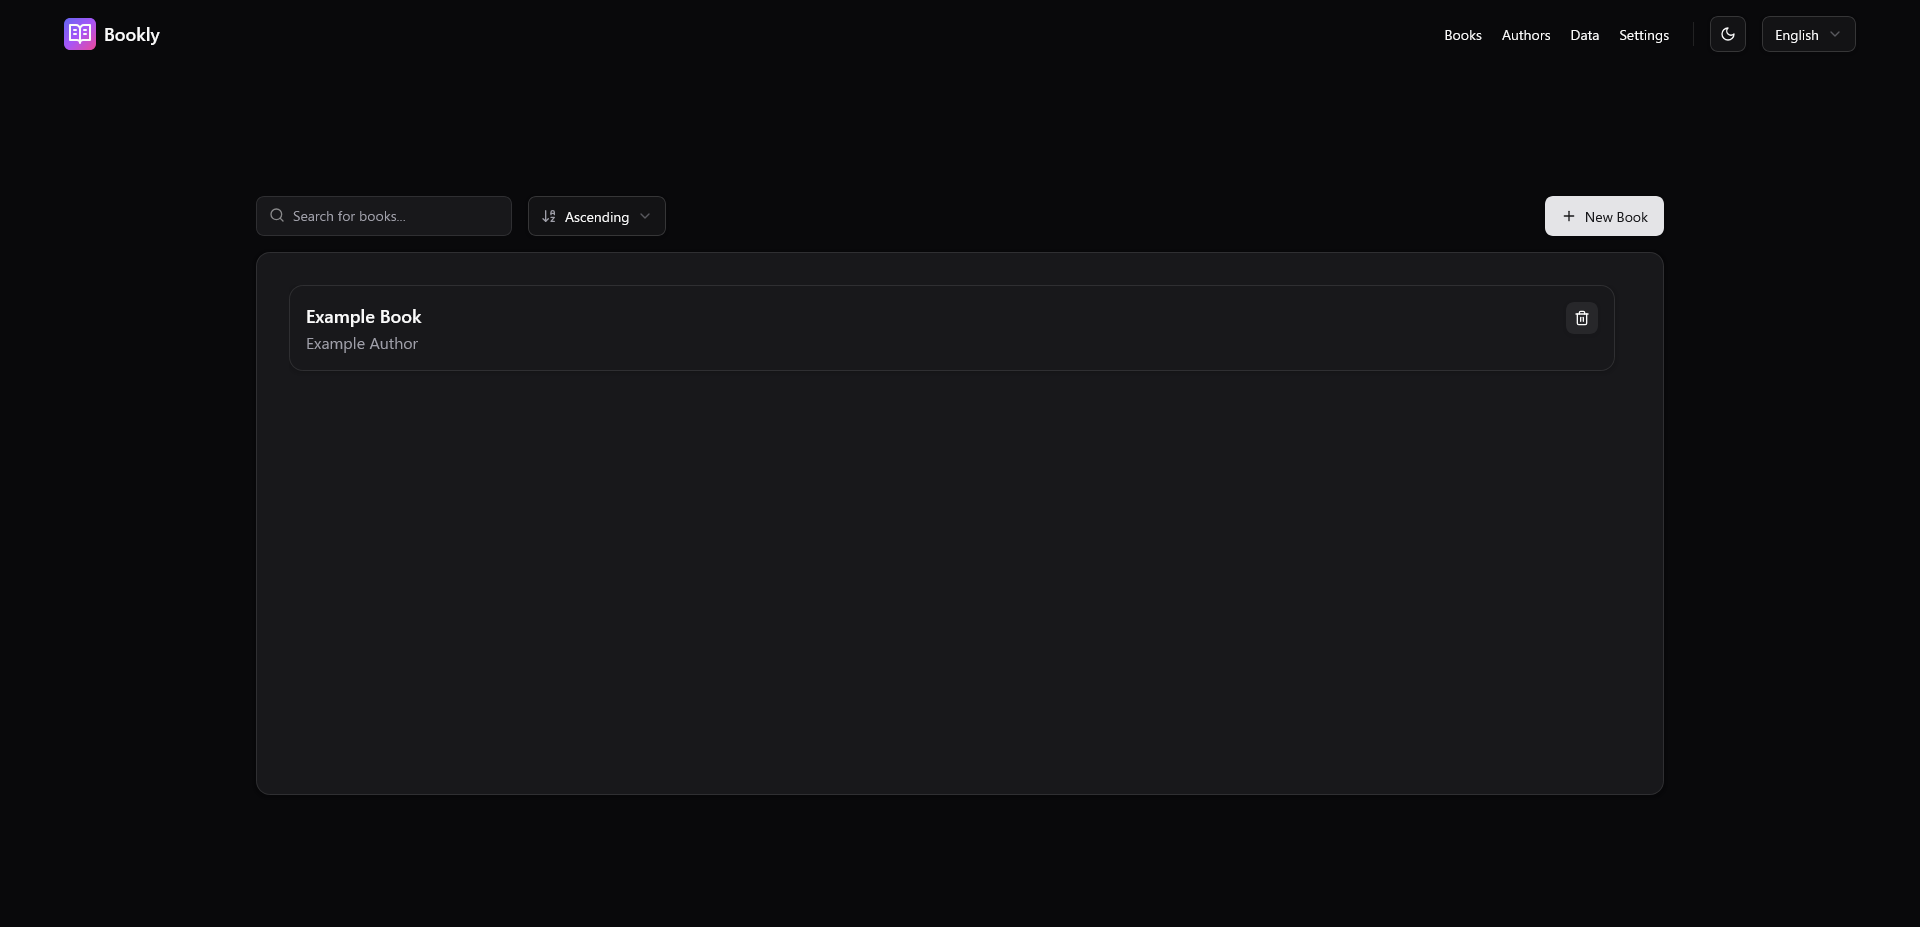 Bookly
Books Authors Data Settings English
Search for books... Ascending New Book
Example Book
Example Author